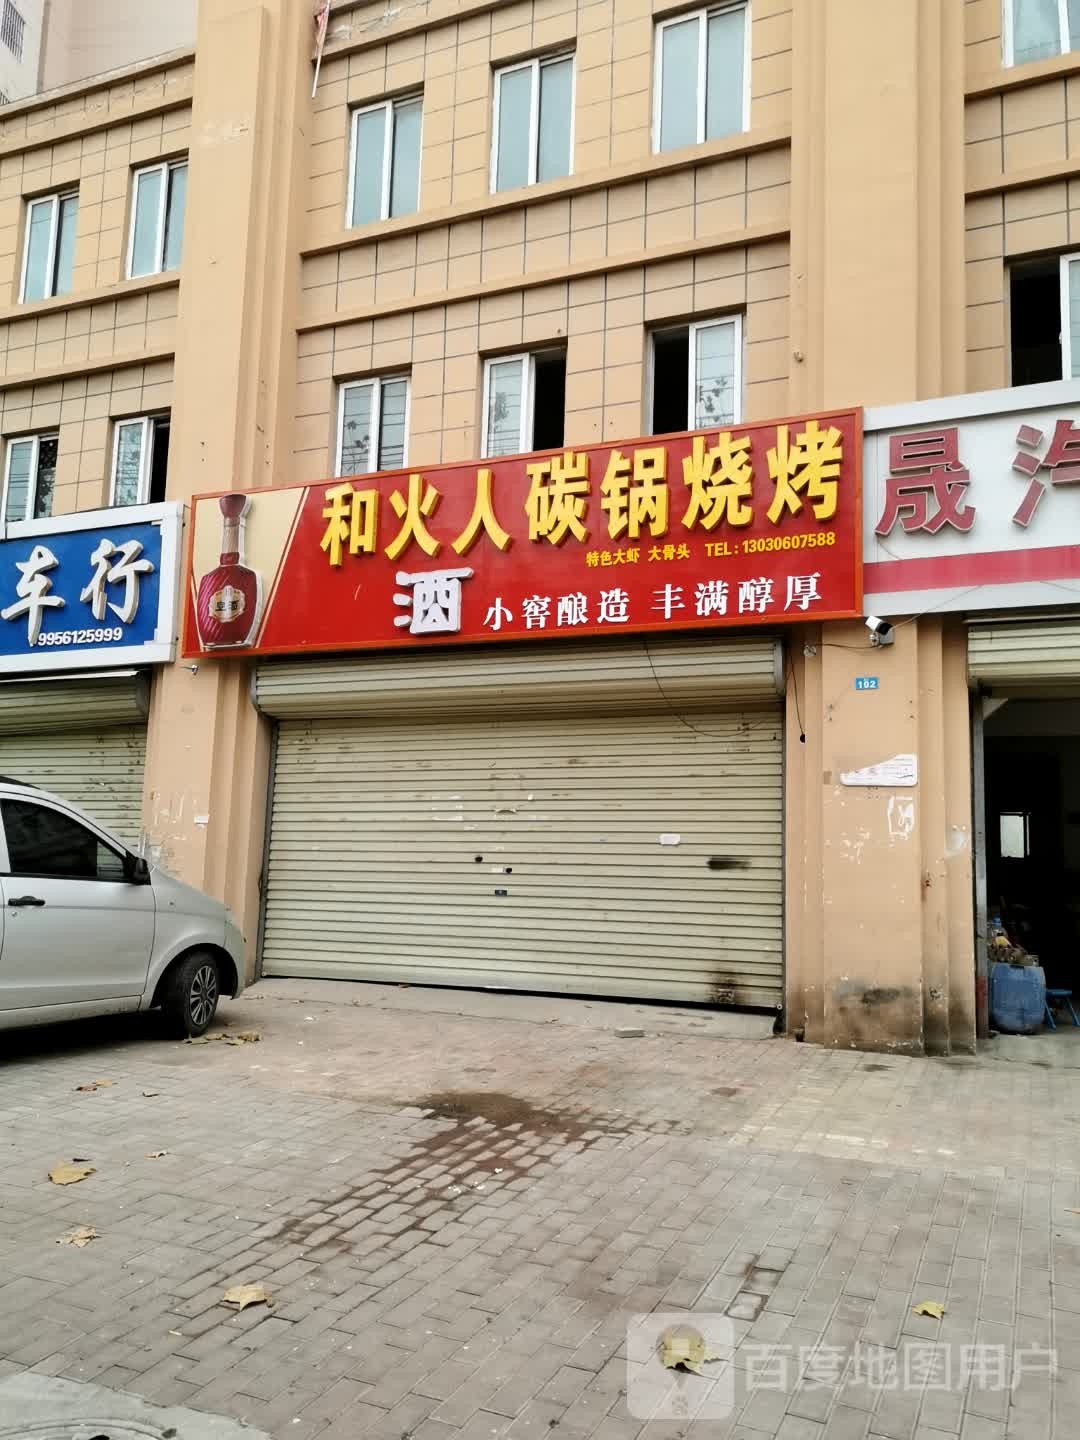 和火人碳锅烧烤
特色大虾 大骨头 TEL:13030607588
酒 小窖酿造 丰满醇厚
车行
9956125999
晟汽
102
百度地图用户